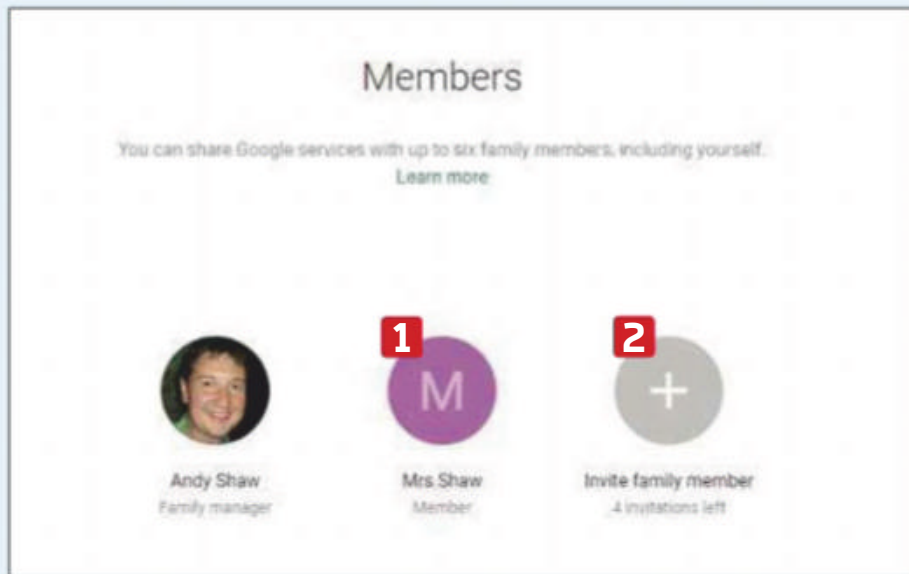 Members
You can share Google services with up to six family members, including yourself.
Learn more
1
2
M
+
Andy Shaw
Mrs Shaw
Invite family member
Family manager
Member
4 invitations left